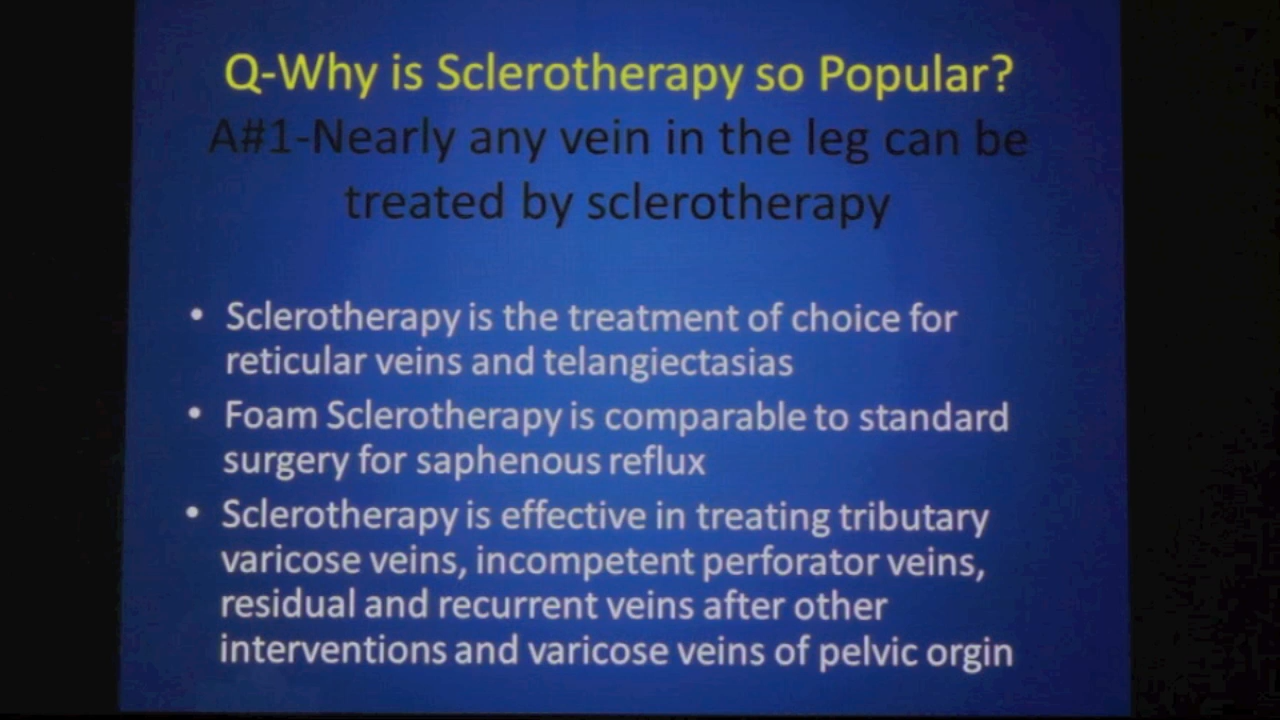 Q-Why is Sclerotherapy so Popular?
A#1-Nearly any vein in the leg can be
treated by sclerotherapy
• Sclerotherapy is the treatment of choice for
reticular veins and telangiectasias
• Foam Sclerotherapy is comparable to standard
surgery for saphenous reflux
• Sclerotherapy is effective in treating tributary
varicose veins, incompetent perforator veins,
residual and recurrent veins after other
interventions and varicose veins of pelvic orgin